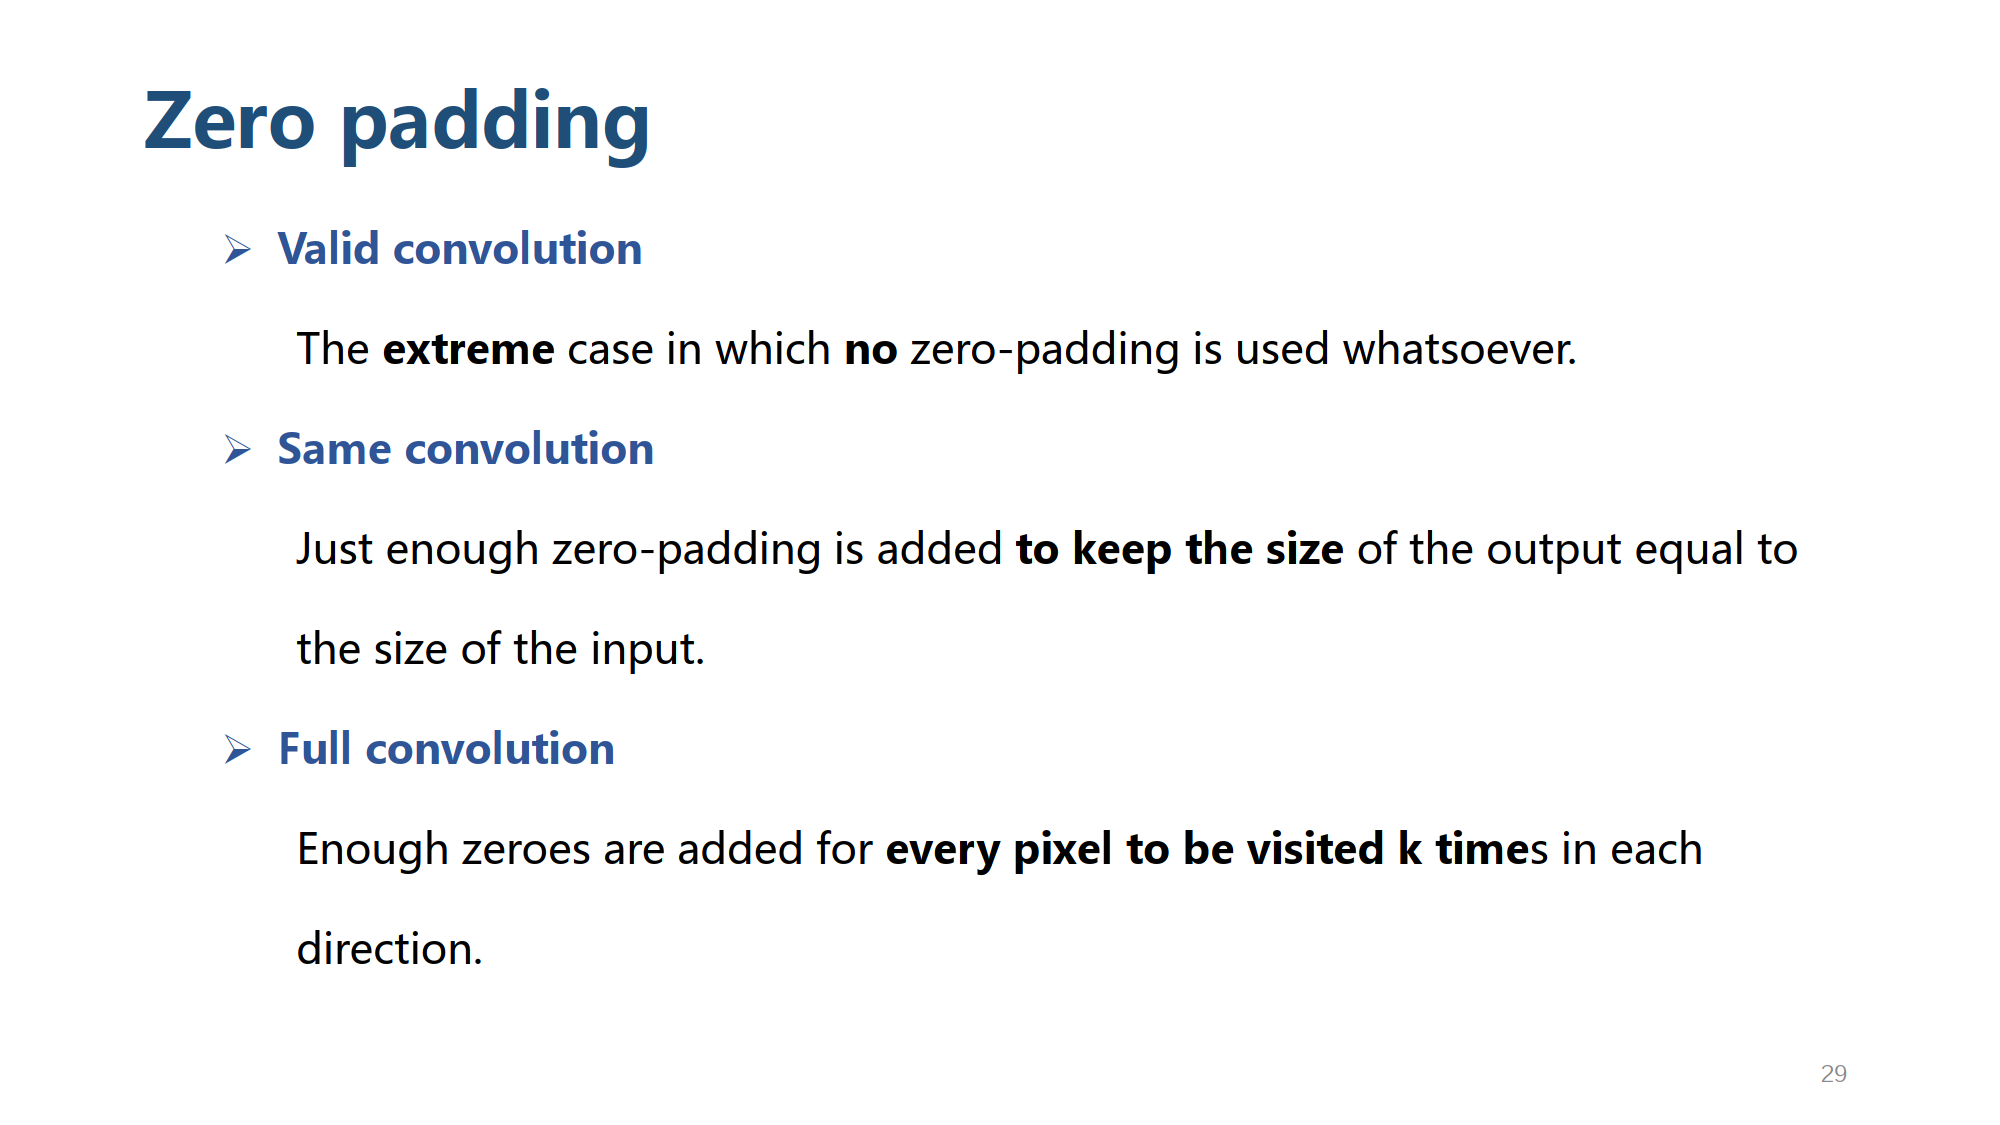 Zero padding
➢ Valid convolution
The extreme case in which no zero-padding is used whatsoever.
➢ Same convolution
Just enough zero-padding is added to keep the size of the output equal to
the size of the input.
➢ Full convolution
Enough zeroes are added for every pixel to be visited k times in each
direction.
29